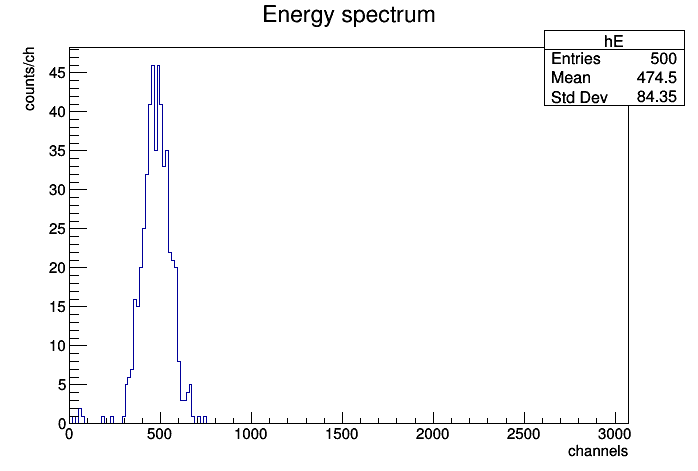 Energy spectrum
hE
Entries 500
Mean 474.5
Std Dev 84.35
counts/ch
45
40
35
30
25
20
15
10
5
0
0 500 1000 1500 2000 2500 3000
channels